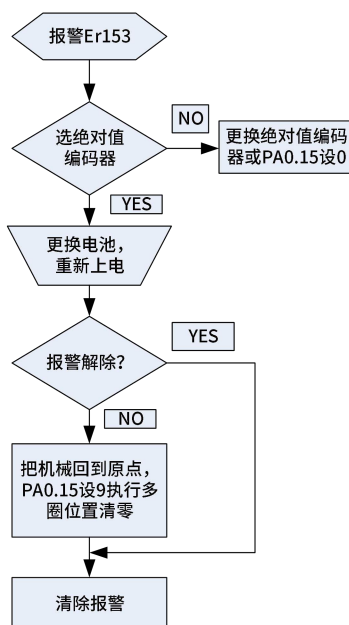 报警Er153
选绝对值
编码器
NO
更换绝对值编码
器或PA0.15设0
YES
更换电池，
重新上电
YES
报警解除？
NO
把机械回到原点，
PA0.15设9执行多
圈位置清零
清除报警